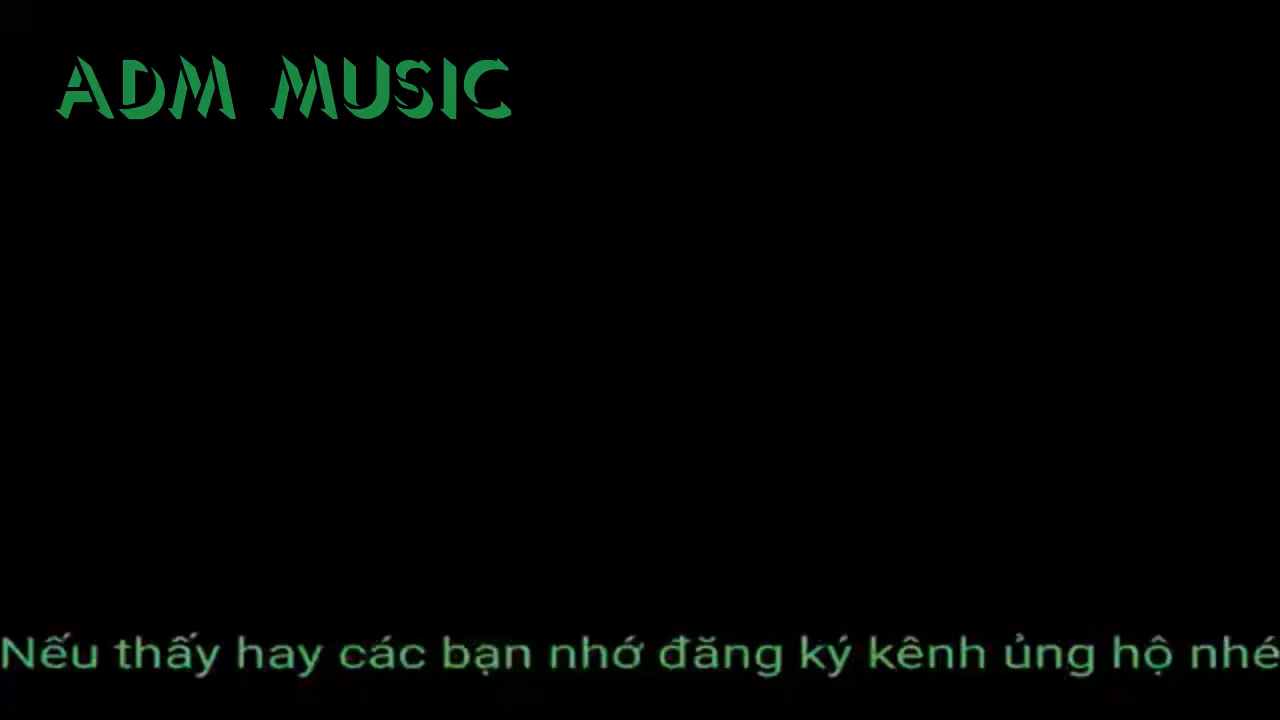 ADM MUSIC
Nếu thấy hay các bạn nhớ đăng ký kênh ủng hộ nhé